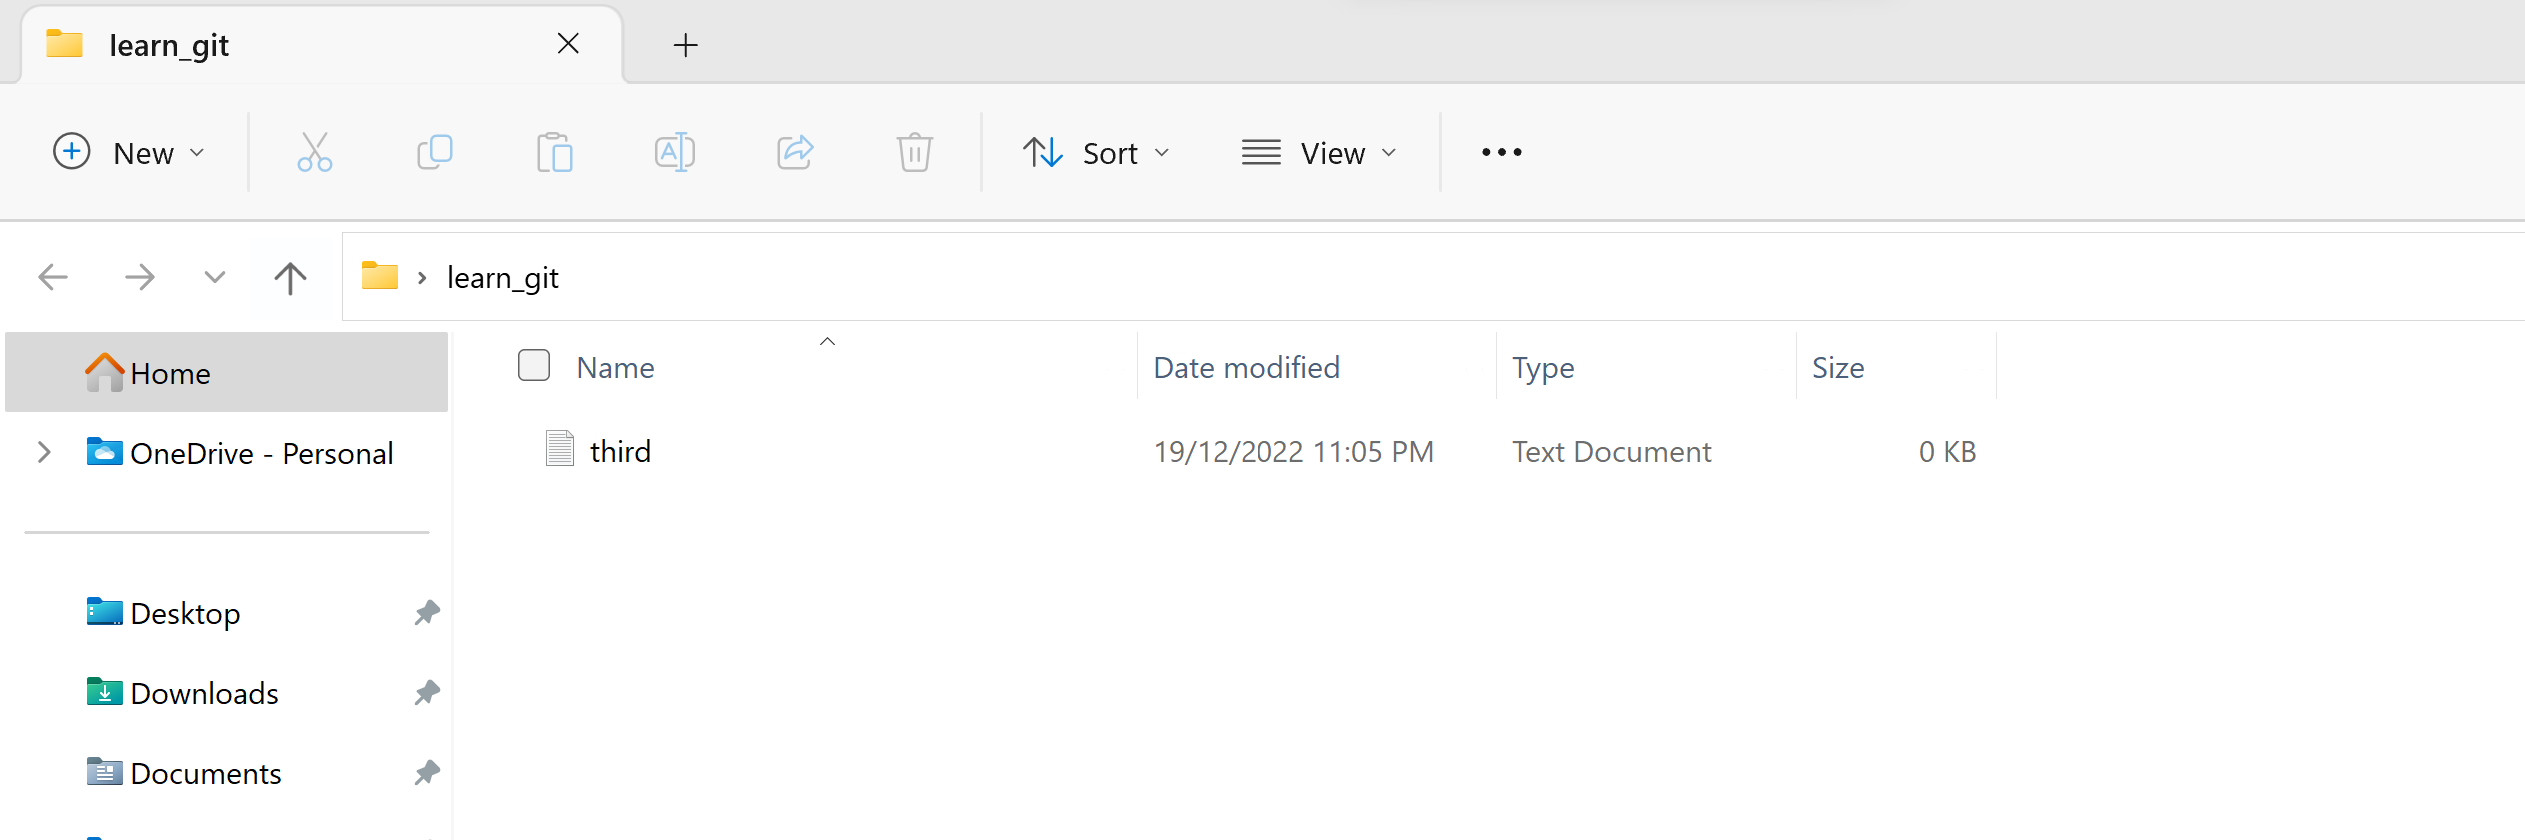 learn_git
New Sort View
learn_git
Home
OneDrive - Personal
Desktop
Downloads
Documents
Name Date modified Type Size
third 19/12/2022 11:05 PM Text Document 0 KB